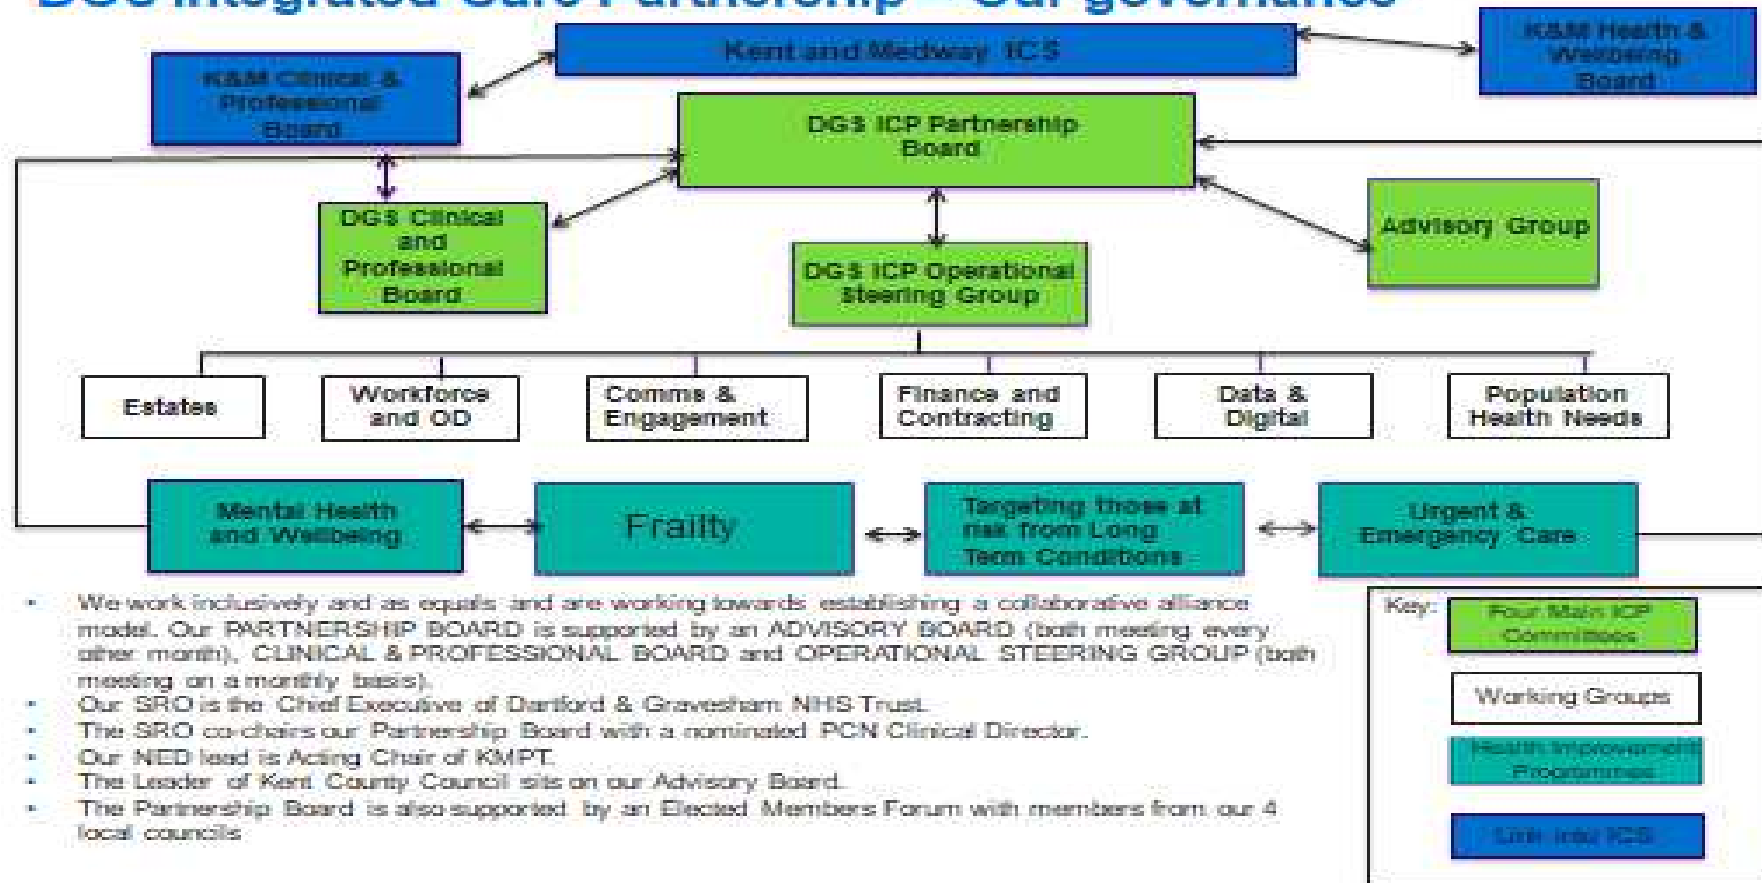 DGS Integrated Care Partnership – Our governance
Kent and Medway ICS
K&M Health &
Wellbeing
Board
K&M Clinical &
Professional
Board
DGS ICP Partnership
Board
DGS Clinical
and
Professional
Board
Advisory Group
DGS ICP Operational
Steering Group
Estates
Workforce
and OD
Comms &
Engagement
Finance and
Contracting
Data &
Digital
Population
Health Needs
Mental Health
and Wellbeing
Frailty
Targeting those at
risk from Long
Term Conditions
Urgent &
Emergency Care
• We work inclusively and as equals and are working towards establishing a collaborative alliance
model. Our PARTNERSHIP BOARD is supported by an ADVISORY BOARD (both meeting every
other month), CLINICAL & PROFESSIONAL BOARD and OPERATIONAL STEERING GROUP (both
meeting on a monthly basis).
• Our SRO is the Chief Executive of Dartford & Gravesham NHS Trust.
• The SRO co-chairs our Partnership Board with a nominated PCN Clinical Director.
• Our NED lead is Acting Chair of KMPT.
• The Leader of Kent County Council sits on our Advisory Board.
• The Partnership Board is also supported by an Elected Members Forum with members from our 4
local councils
Key:
Four Main ICP
Committees
Working Groups
Health Improvement
Programmes
Link into ICS